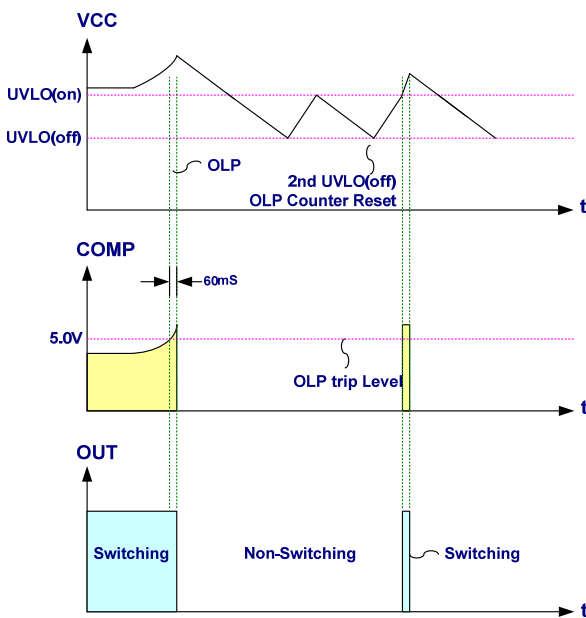 VCC
UVLO(on)
UVLO(off)
OLP
2nd UVLO(off)
OLP Counter Reset
t
COMP
60mS
5.0V
OLP trip Level
t
OUT
Switching
Non-Switching
Switching
t